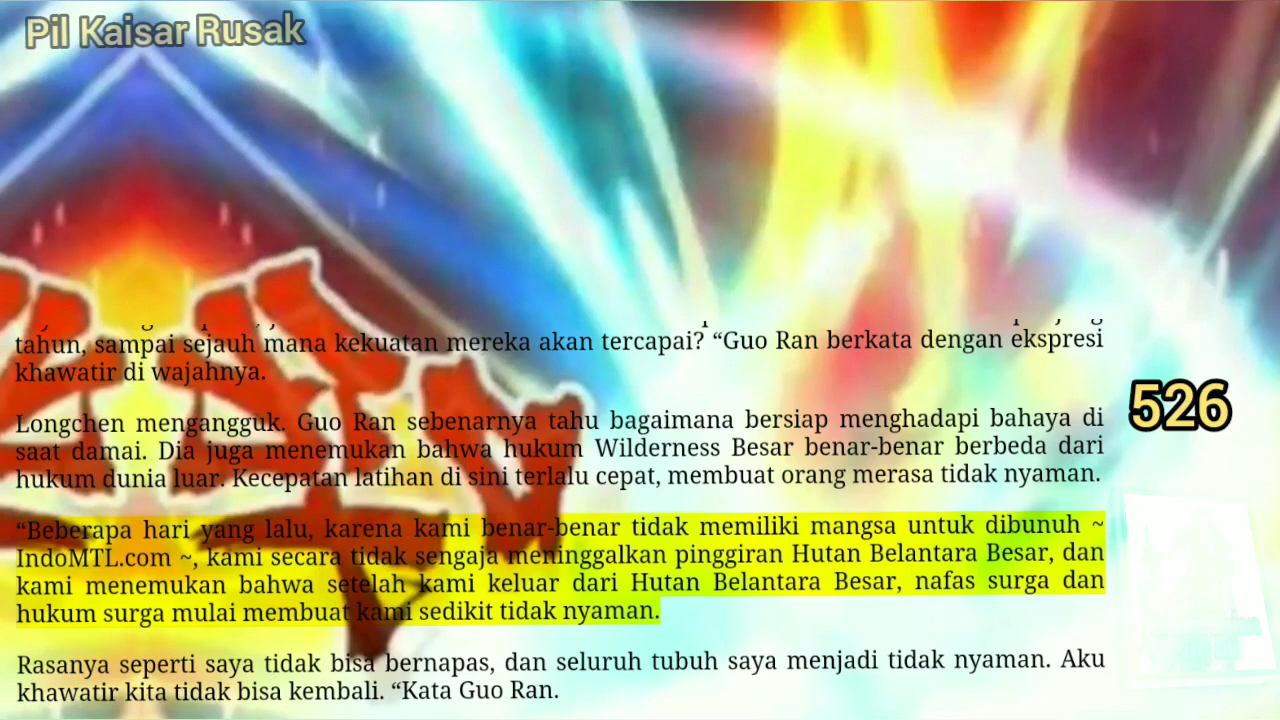 Pil Kaisar Rusak
tahun, sampai sejauh mana kekuatan mereka akan tercapai? “Guo Ran berkata dengan ekspresi
khawatir di wajahnya.
Longchen mengangguk. Guo Ran sebenarnya tahu bagaimana bersiap menghadapi bahaya di
saat damai. Dia juga menemukan bahwa hukum Wilderness Besar benar-benar berbeda dari
hukum dunia luar. Kecepatan latihan di sini terlalu cepat, membuat orang merasa tidak nyaman.
526
“Beberapa hari yang lalu, karena kami benar-benar tidak memiliki mangsa untuk dibunuh ~
IndoMTL.com ~, kami secara tidak sengaja meninggalkan pinggiran Hutan Belantara Besar, dan
kami menemukan bahwa setelah kami keluar dari Hutan Belantara Besar, nafas surga dan
hukum surga mulai membuat kami sedikit tidak nyaman.
Rasanya seperti saya tidak bisa bernapas, dan seluruh tubuh saya menjadi tidak nyaman. Aku
khawatir kita tidak bisa kembali. “Kata Guo Ran.